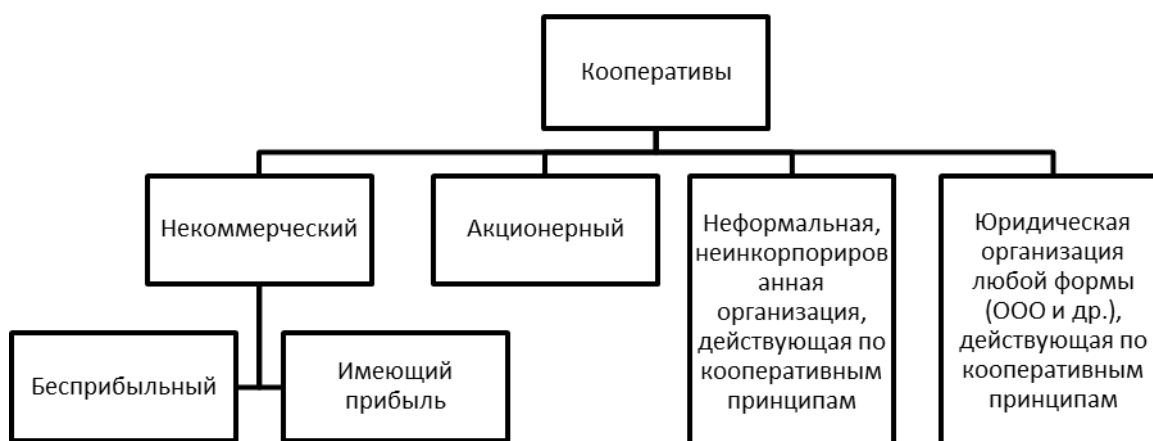 Кооперативы
Некоммерческий
Акционерный
Неформальная,
неинкорпориров
анная
организация,
действующая по
кооперативным
принципам
Юридическая
организация
любой формы
(ООО и др.),
действующая по
кооперативным
принципам
Бесприбыльный
Имеющий
прибыль